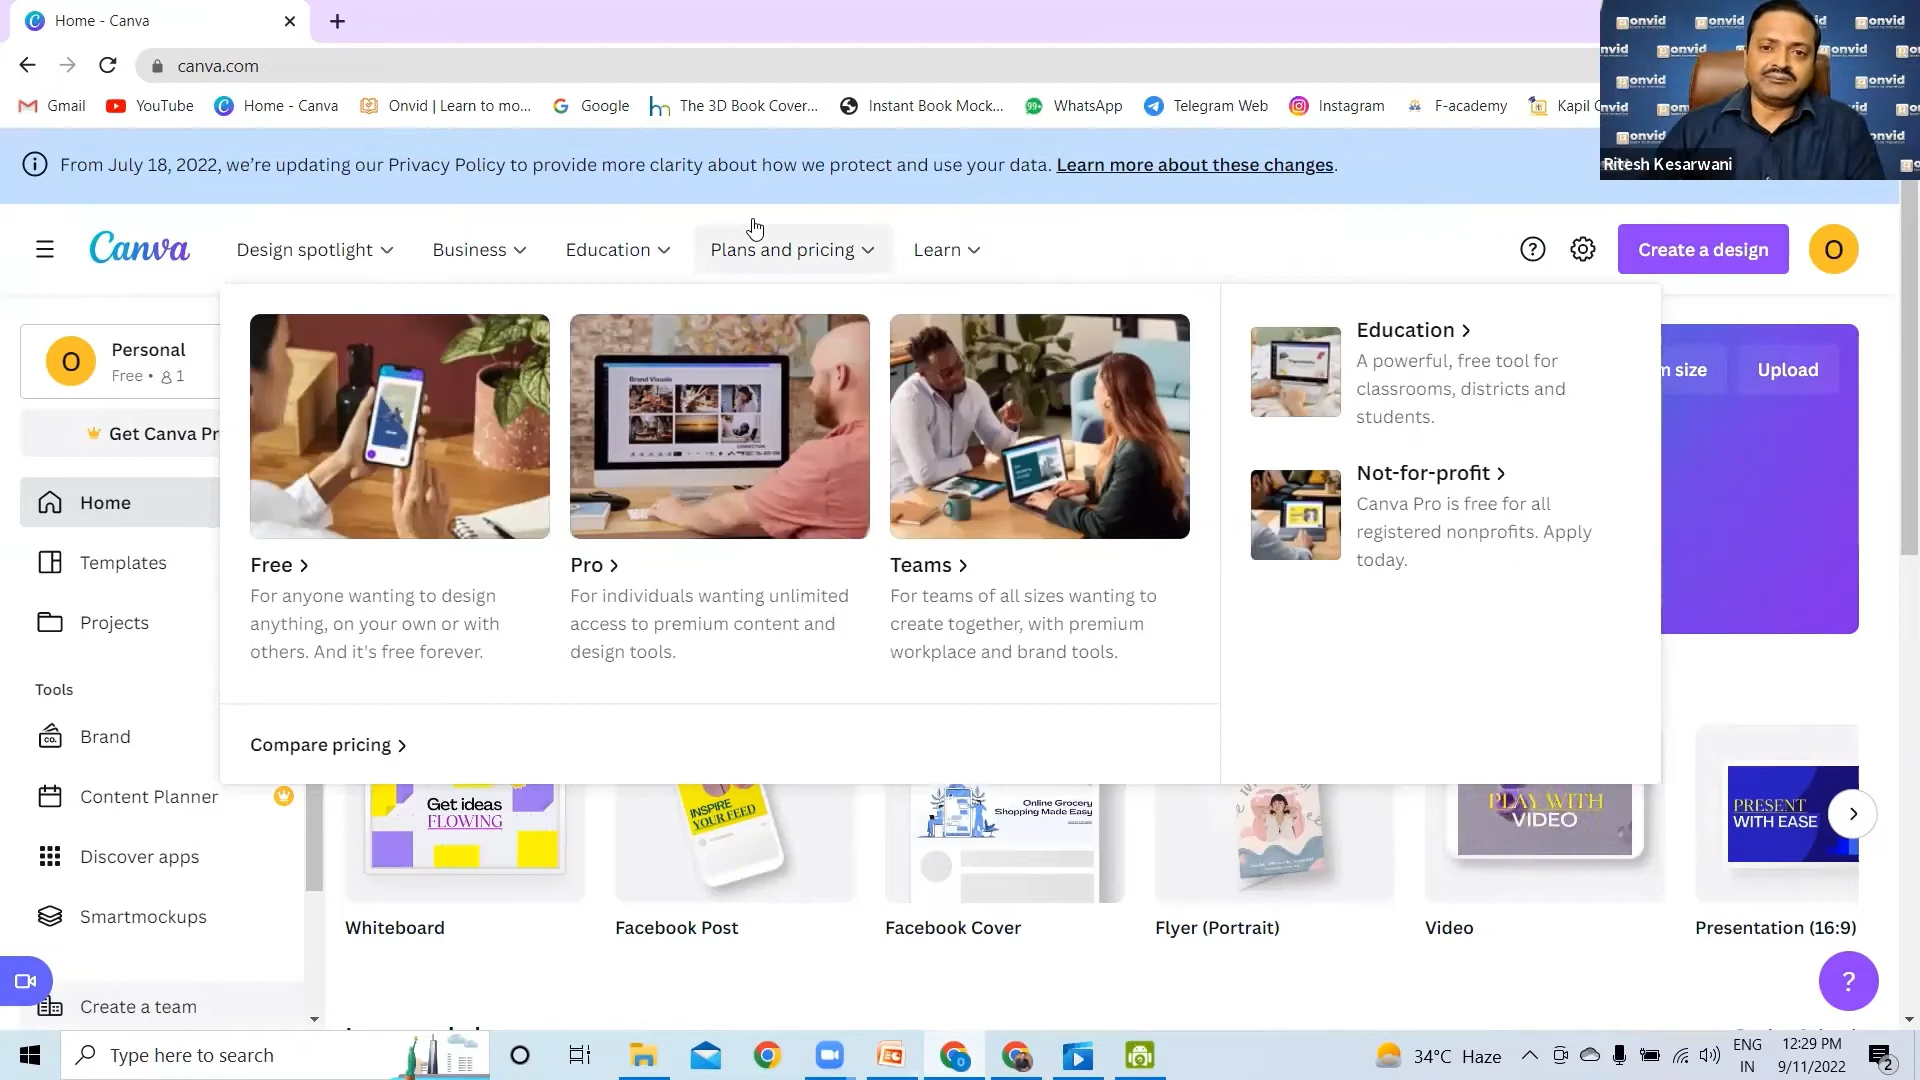 Home - Canva
canva.com
Gmail
YouTube
Home - Canva
Onvid | Learn to mo...
Google
The 3D Book Cover...
Instant Book Mock...
WhatsApp
Telegram Web
Instagram
F-academy
Kapil
From July 18, 2022, we’re updating our Privacy Policy to provide more clarity about how we protect and use your data. Learn more about these changes.
onvid
Ritesh Kesarwani
Canva
Design spotlight
Business
Education
Plans and pricing
Learn
Create a design
O
O
Personal
Free • 1
Get Canva Pr
Home
Templates
Projects
Tools
Brand
Content Planner
Discover apps
Smartmockups
Create a team
Brand Visuals
Free
For anyone wanting to design
anything, on your own or with
others. And it's free forever.
Pro
For individuals wanting unlimited
access to premium content and
design tools.
Teams
For teams of all sizes wanting to
create together, with premium
workplace and brand tools.
Compare pricing
Education
A powerful, free tool for
classrooms, districts and
students.
Not-for-profit
Canva Pro is free for all
registered nonprofits. Apply
today.
m size
Upload
Get ideas
FLOWING
INSPIRE
YOUR FEED
Online Grocery
Shopping Made Easy
PLAY WITH
VIDEO
PRESENT
WITH EASE
Whiteboard
Facebook Post
Facebook Cover
Flyer (Portrait)
Video
Presentation (16:9)
?
Type here to search
34°C Haze
ENG
IN
12:29 PM
9/11/2022
2